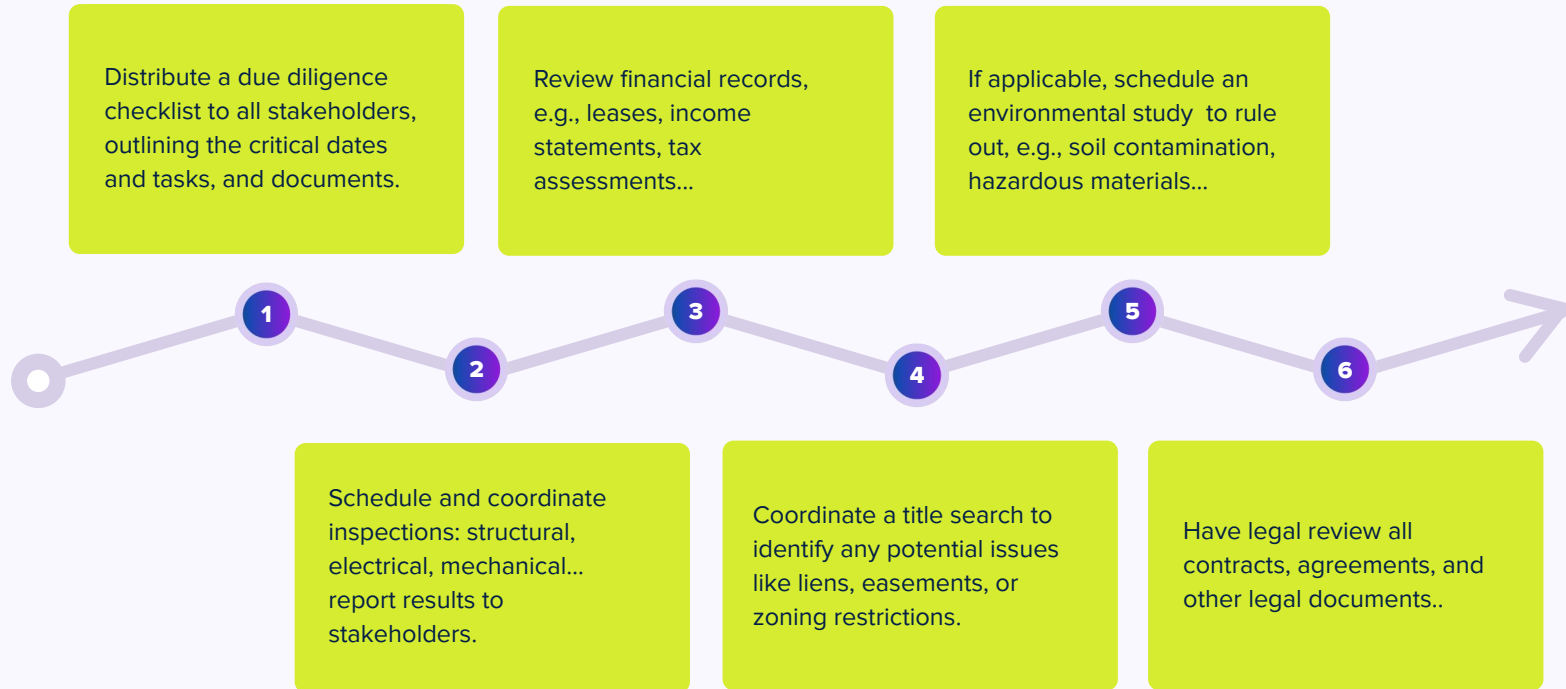 Distribute a due diligence
checklist to all stakeholders,
outlining the critical dates
and tasks, and documents.
Review financial records,
e.g., leases, income
statements, tax
assessments...
If applicable, schedule an
environmental study  to rule
out, e.g., soil contamination,
hazardous materials...
1
2
3
4
5
6
Schedule and coordinate
inspections: structural,
electrical, mechanical...
report results to
stakeholders.
Coordinate a title search to
identify any potential issues
like liens, easements, or
zoning restrictions.
Have legal review all
contracts, agreements, and
other legal documents..